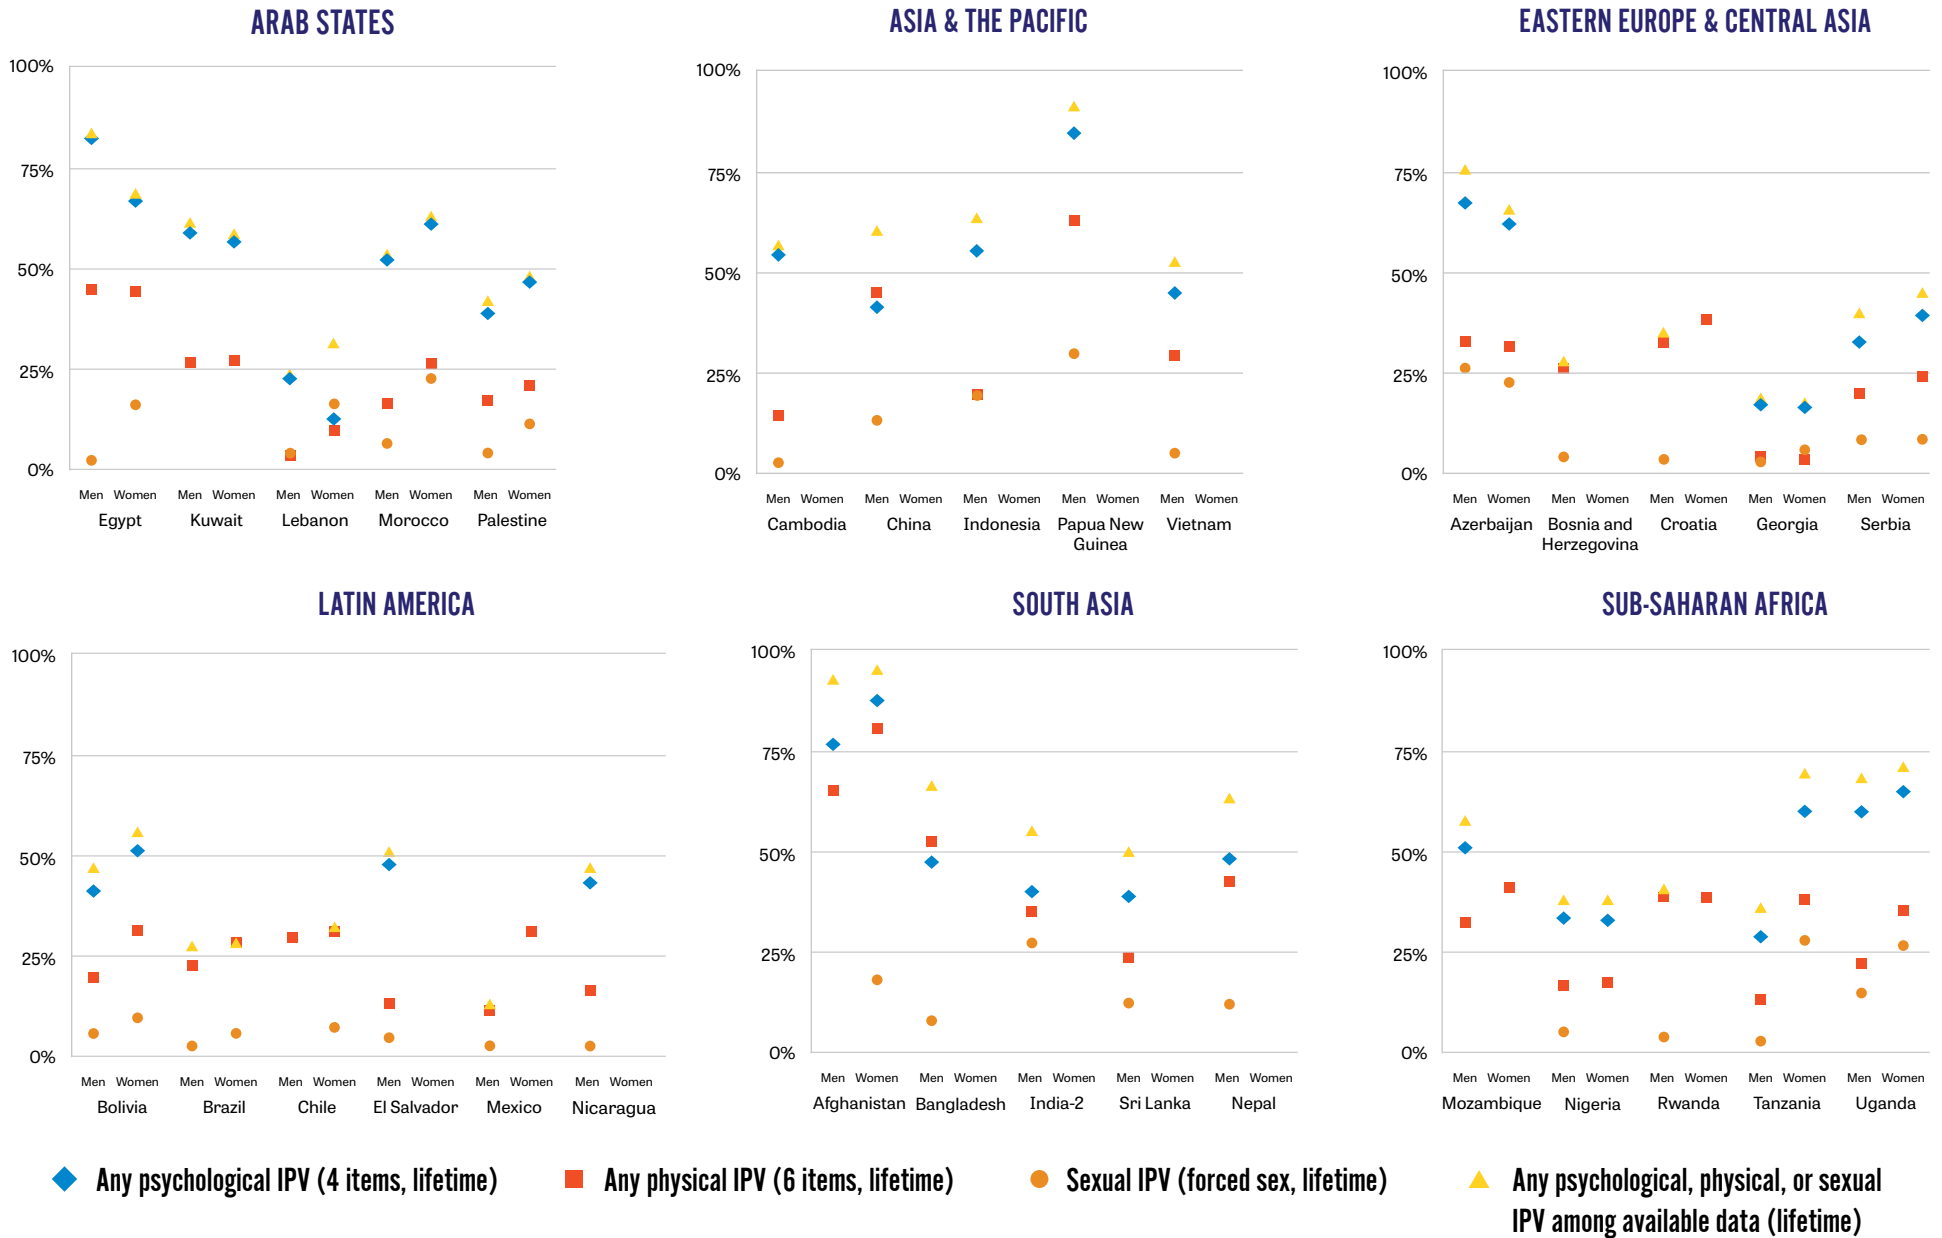 ARAB STATES
100%
75%
50%
25%
0%
Men Women Men Women Men Women Men Women Men Women
Egypt Kuwait Lebanon Morocco Palestine
ASIA & THE PACIFIC
100%
75%
50%
25%
0%
Men Women Men Women Men Women Men Women Men Women
Cambodia China Indonesia Papua New Vietnam
Guinea
EASTERN EUROPE & CENTRAL ASIA
100%
75%
50%
25%
0%
Men Women Men Women Men Women Men Women Men Women
Azerbaijan Bosnia and Croatia Georgia Serbia
Herzegovina
LATIN AMERICA
100%
75%
50%
25%
0%
Men Women Men Women Men Women Men Women Men Women Men Women
Bolivia Brazil Chile El Salvador Mexico Nicaragua
SOUTH ASIA
100%
75%
50%
25%
0%
Men Women Men Women Men Women Men Women Men Women
Afghanistan Bangladesh India-2 Sri Lanka Nepal
SUB-SAHARAN AFRICA
100%
75%
50%
25%
0%
Men Women Men Women Men Women Men Women Men Women
Mozambique Nigeria Rwanda Tanzania Uganda
Any psychological IPV (4 items, lifetime)
Any physical IPV (6 items, lifetime)
Sexual IPV (forced sex, lifetime)
Any psychological, physical, or sexual
IPV among available data (lifetime)